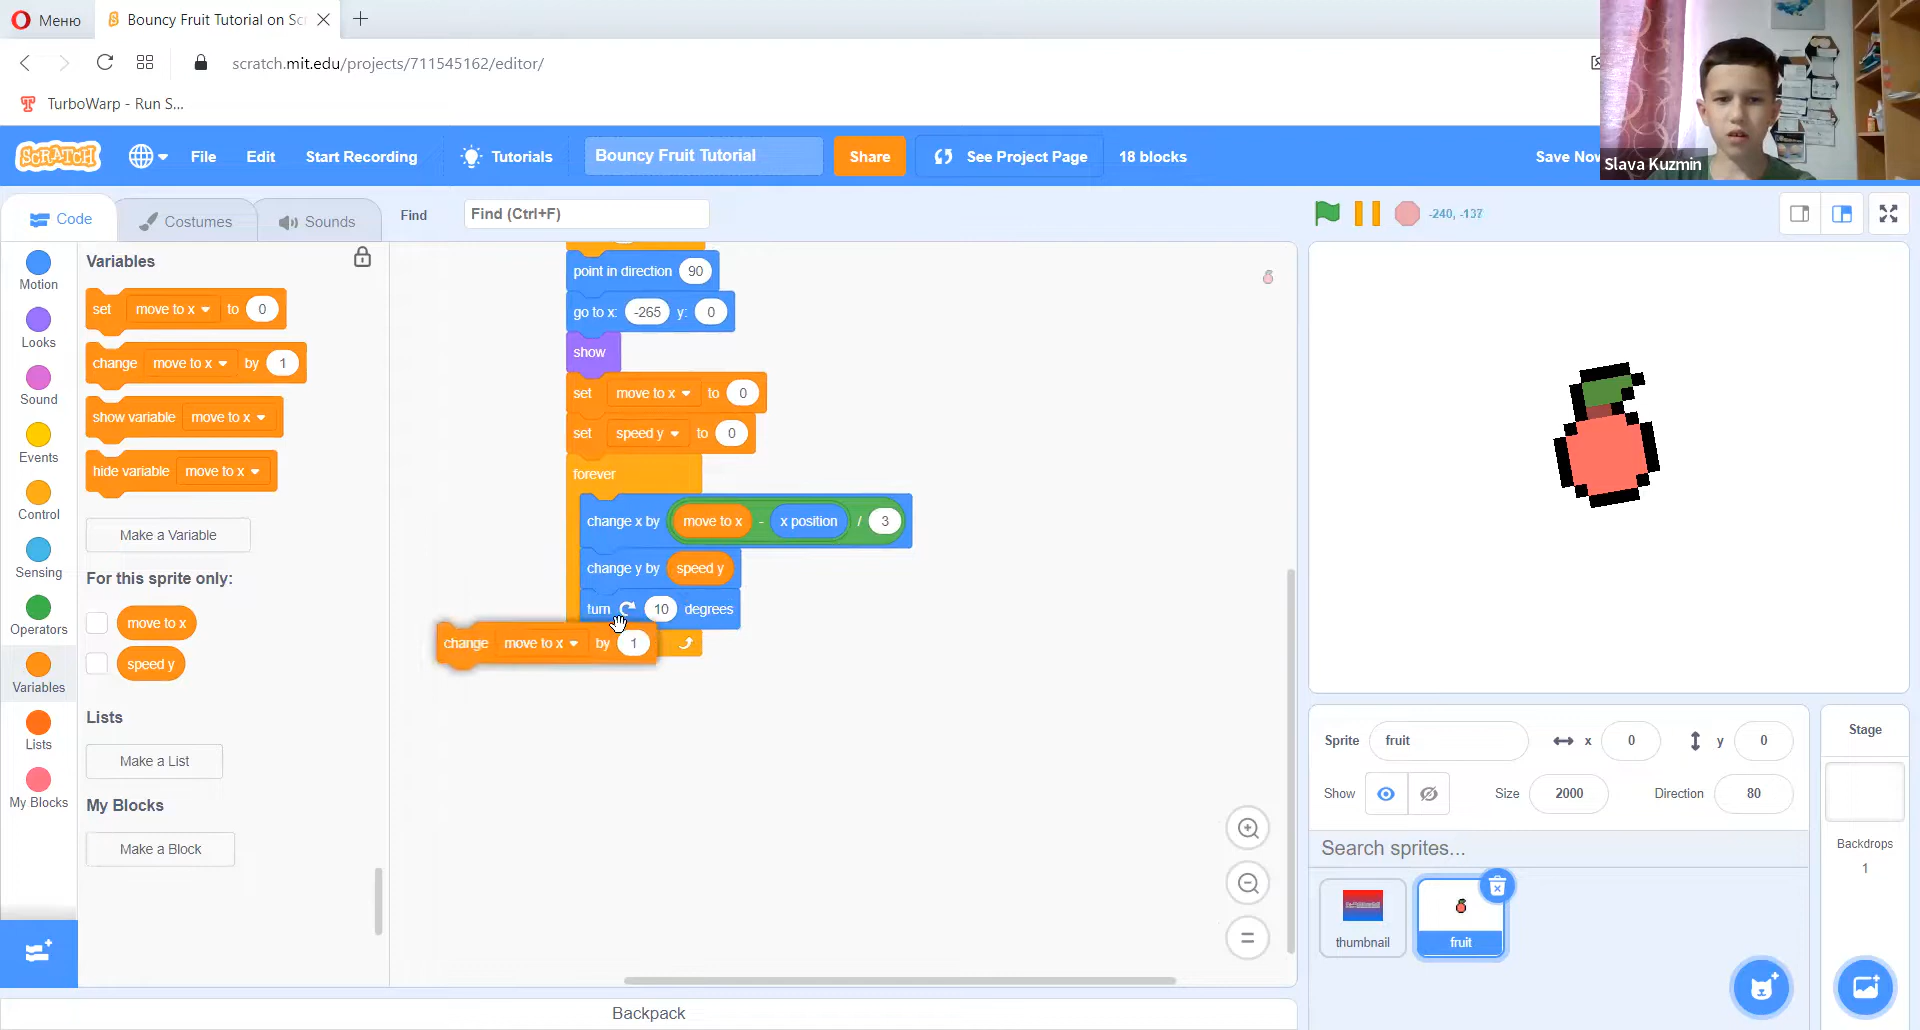 Меню
Bouncy Fruit Tutorial on Sc
scratch.mit.edu/projects/711545162/editor/
TurboWarp - Run S...
Slava Kuzmin
SCRATCH
File
Edit
Start Recording
Tutorials
Bouncy Fruit Tutorial
Share
See Project Page
18 blocks
Save Now
Code
Costumes
Sounds
Find
Find (Ctrl+F)
-240, -137
Motion
Looks
Sound
Events
Control
Sensing
Operators
Variables
Lists
My Blocks
Variables
set move to x to 0
change move to x by 1
show variable move to x
hide variable move to x
Make a Variable
For this sprite only:
move to x
speed y
Lists
Make a List
My Blocks
Make a Block
point in direction 90
go to x: -265 y: 0
show
set move to x to 0
set speed y to 0
forever
change x by move to x - x position / 3
change y by speed y
turn 10 degrees
change move to x by 1
Backpack
Sprite fruit x 0 y 0
Show Size 2000 Direction 80
Search sprites...
thumbnail
fruit
Stage
Backdrops
1